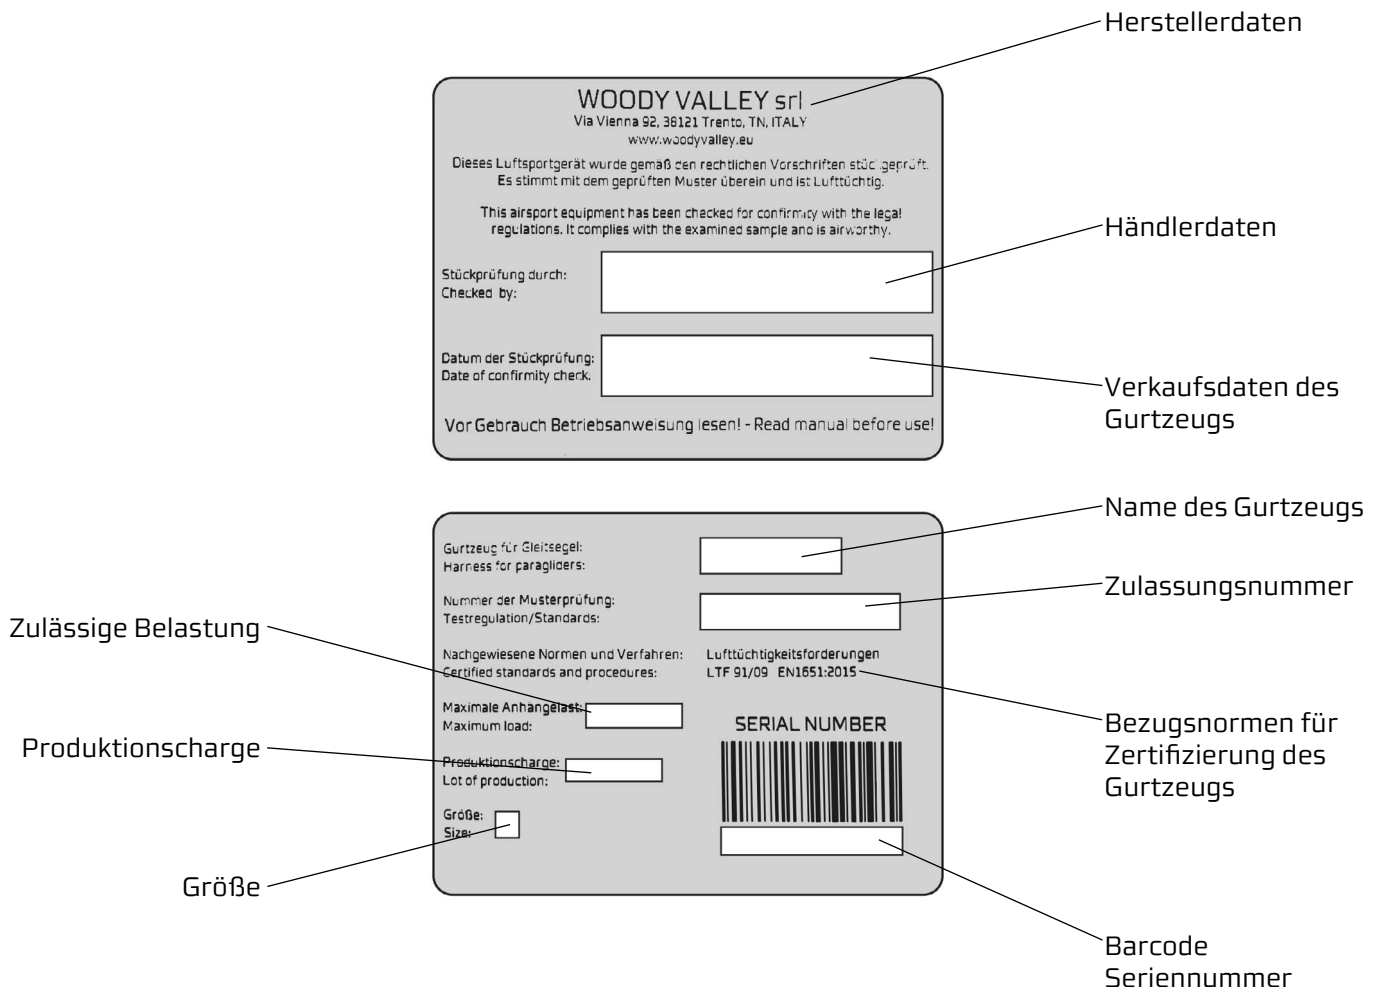 Herstellerdaten
WOODY VALLEY srl
Via Vienna 92, 38121 Trento, TN, ITALY
www.woodyvalley.eu
Dieses Luftsportgerät wurde gemäß den rechtlichen Vorschriften stückgeprüft.
Es stimmt mit dem geprüften Muster überein und ist Lufttüchtig.
This airsport equipment has been checked for confirmity with the legal
regulations. It complies with the examined sample and is airworthy.
Händlerdaten
Stückprüfung durch:
Checked by:
Datum der Stückprüfung:
Date of confirmity check:
Verkaufsdaten des
Gurtzeugs
Vor Gebrauch Betriebsanweisung lesen! - Read manual before use!
Name des Gurtzeugs
Gurtzeug für Gleitsegel:
Harness for paragliders:
Zulassungsnummer
Nummer der Musterprüfung:
Testregulation/Standards:
Zulässige Belastung
Nachgewiesene Normen und Verfahren: Lufttüchtigkeitsforderungen
Certified standards and procedures: LTF 91/09 EN1651:2015
Maximale Anhängelast:
Maximum load:
SERIAL NUMBER
Bezugsnormen für
Zertifizierung des
Gurtzeugs
Produktionscharge
Produktionscharge:
Lot of production:
Größe:
Size:
Größe
Barcode
Seriennummer